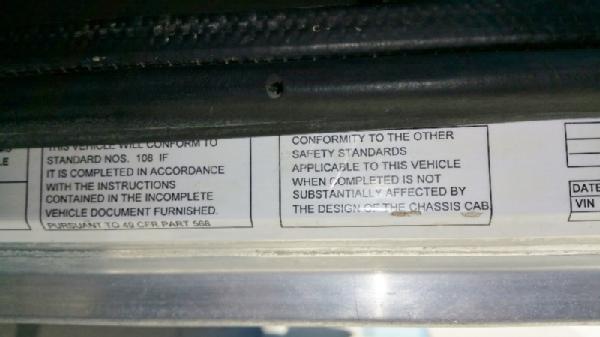 LE
THIS VEHICLE WILL CONFORM TO
STANDARD NOS. 108 IF
IT IS COMPLETED IN ACCORDANCE
WITH THE INSTRUCTIONS
CONTAINED IN THE INCOMPLETE
VEHICLE DOCUMENT FURNISHED.
PURSUANT TO 49 CFR PART 568
CONFORMITY TO THE OTHER
SAFETY STANDARDS
APPLICABLE TO THIS VEHICLE
WHEN COMPLETED IS NOT
SUBSTANTIALLY AFFECTED BY
THE DESIGN OF THE CHASSIS CAB
DATE
VIN